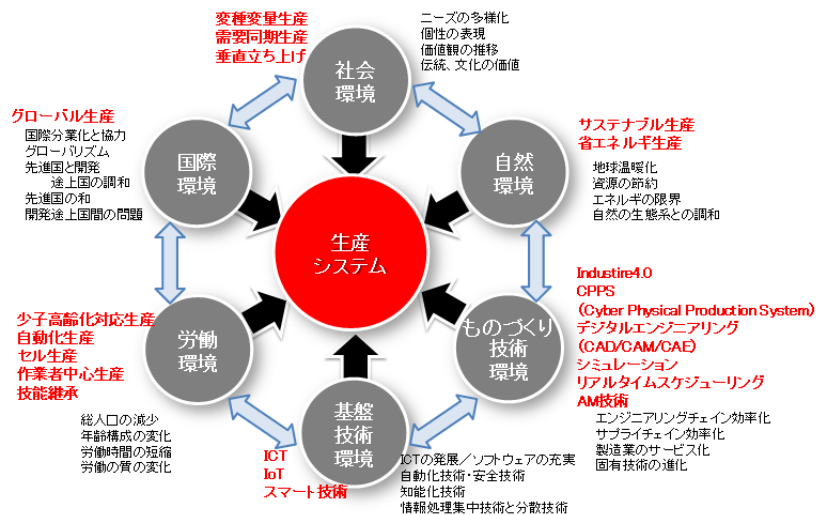 変種変量生産
需要同期生産
垂直立ち上げ
社会
環境
ニーズの多様化
個性の表現
価値観の推移
伝統、文化の価値
グローバル生産
国際分業化と協力
グローバリズム
先進国と開発
途上国の調和
先進国の和
開発途上国間の問題
国際
環境
自然
環境
サステナブル生産
省エネルギ生産
地球温暖化
資源の節約
エネルギの限界
自然の生態系との調和
生産
システム
少子高齢化対応生産
自動化生産
セル生産
作業者中心生産
技能継承
総人口の減少
年齢構成の変化
労働時間の短縮
労働の質の変化
労働
環境
ものづくり
技術
環境
Industire4.0
CPPS
(Cyber Physical Production System)
デジタルエンジニアリング
(CAD/CAM/CAE)
シミュレーション
リアルタイムスケジューリング
AM技術
エンジニアリングチェイン効率化
サプライチェイン効率化
製造業のサービス化
固有技術の進化
基盤
技術
環境
ICT
IoT
スマート技術
ICTの発展/ソフトウェアの充実
自動化技術・安全技術
知能化技術
情報処理集中技術と分散技術